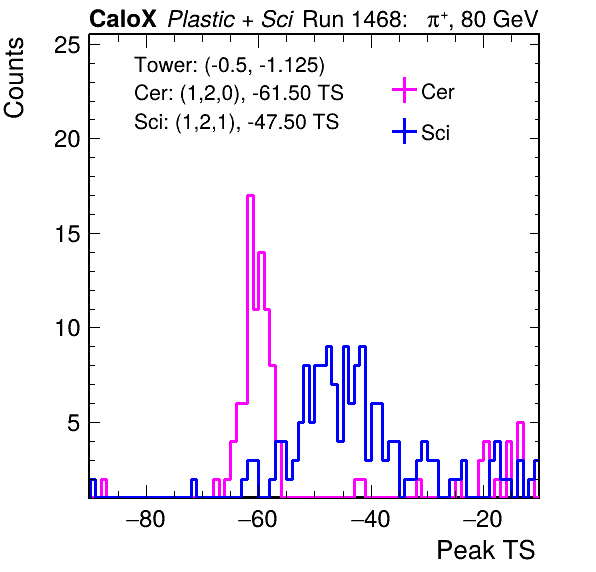 CaloX Plastic + Sci Run 1468: π⁺, 80 GeV
Counts
25
20
15
10
5
Tower: (-0.5, -1.125)
Cer: (1,2,0), -61.50 TS
Sci: (1,2,1), -47.50 TS
Cer
Sci
−80 −60 −40 −20
Peak TS